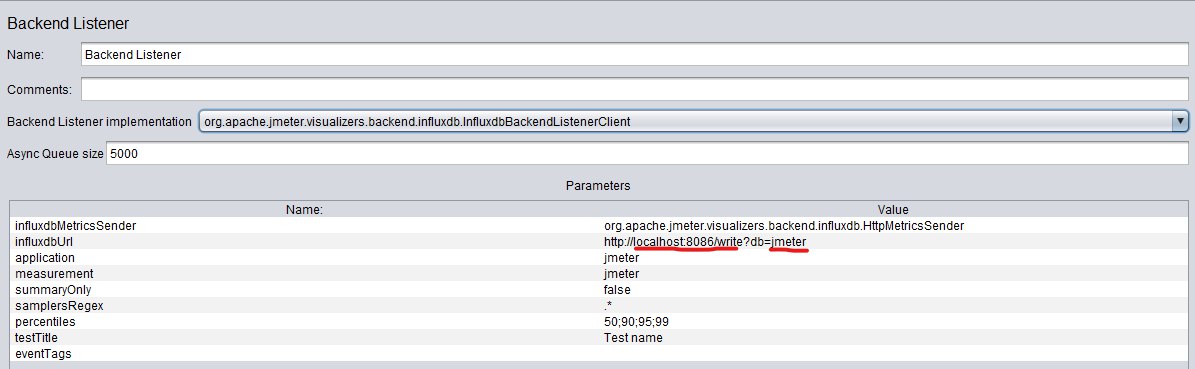 Backend Listener
Name: Backend Listener
Comments:
Backend Listener implementation org.apache.jmeter.visualizers.backend.influxdb.InfluxdbBackendListenerClient
Async Queue size 5000
Parameters
Name: Value
influxdbMetricsSender org.apache.jmeter.visualizers.backend.influxdb.HttpMetricsSender
influxdbUrl http://localhost:8086/write?db=jmeter
application jmeter
measurement jmeter
summaryOnly false
samplersRegex .*
percentiles 50;90;95;99
testTitle Test name
eventTags